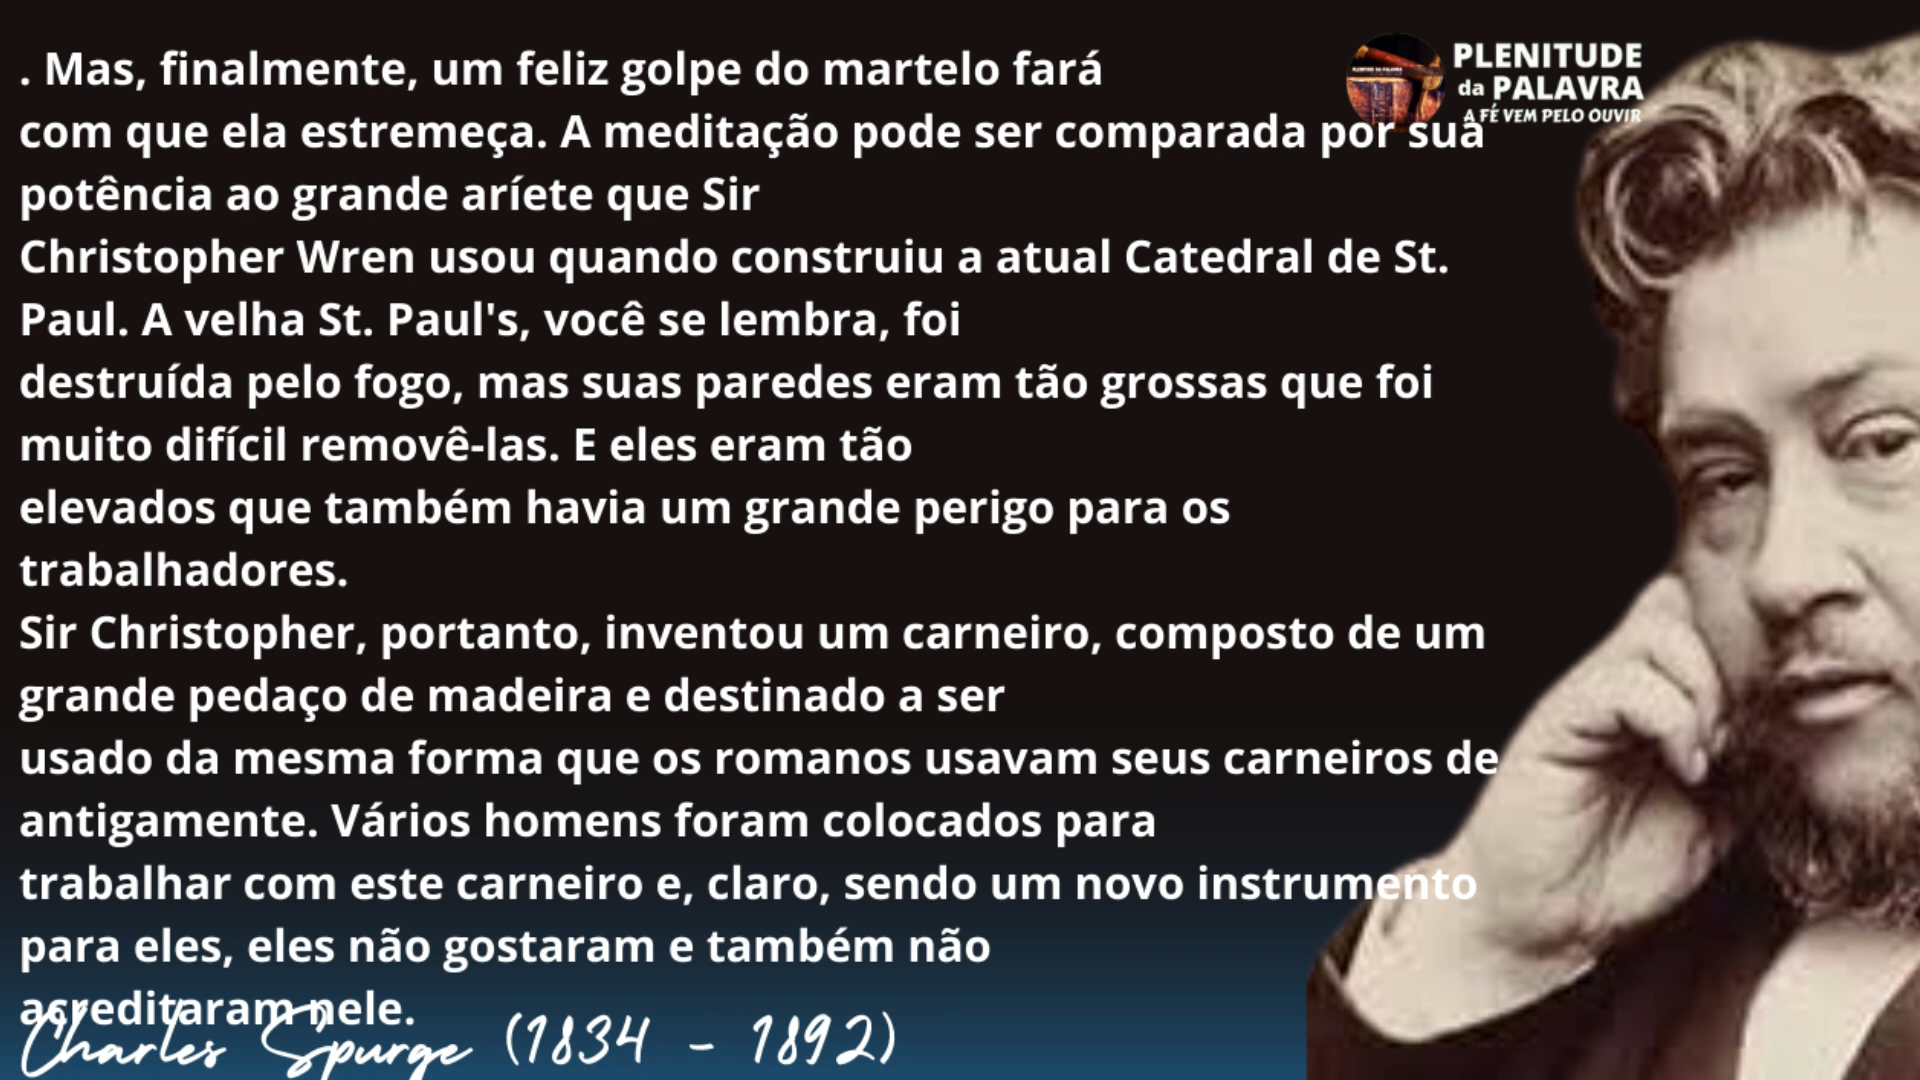 . Mas, finalmente, um feliz golpe do martelo fará
com que ela estremeça. A meditação pode ser comparada por sua
potência ao grande aríete que Sir
Christopher Wren usou quando construiu a atual Catedral de St.
Paul. A velha St. Paul's, você se lembra, foi
destruída pelo fogo, mas suas paredes eram tão grossas que foi
muito difícil removê-las. E eles eram tão
elevados que também havia um grande perigo para os
trabalhadores.
Sir Christopher, portanto, inventou um carneiro, composto de um
grande pedaço de madeira e destinado a ser
usado da mesma forma que os romanos usavam seus carneiros de
antigamente. Vários homens foram colocados para
trabalhar com este carneiro e, claro, sendo um novo instrumento
para eles, eles não gostaram e também não
acreditaram nele.
Charles Spurge (1834 - 1892)
PLENITUDE
da PALAVRA
A FÉ VEM PELO OUVIR